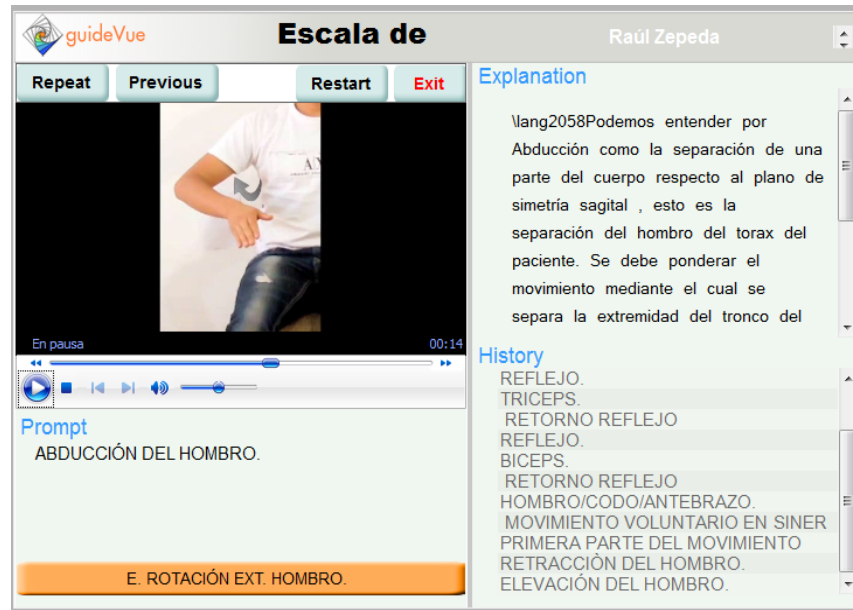 guideVue
Escala de
Raúl Zepeda
Repeat
Previous
Restart
Exit
En pausa
00:14
Prompt
ABDUCCIÓN DEL HOMBRO.
E. ROTACIÓN EXT. HOMBRO.
Explanation
\lang2058Podemos entender por
Abducción como la separación de una
parte del cuerpo respecto al plano de
simetría sagital , esto es la
separación del hombro del torax del
paciente. Se debe ponderar el
movimiento mediante el cual se
separa la extremidad del tronco del
History
REFLEJO.
TRICEPS.
RETORNO REFLEJO
REFLEJO.
BICEPS.
RETORNO REFLEJO
HOMBRO/CODO/ANTEBRAZO.
MOVIMIENTO VOLUNTARIO EN SINER
PRIMERA PARTE DEL MOVIMIENTO
RETRACCIÒN DEL HOMBRO.
ELEVACIÓN DEL HOMBRO.